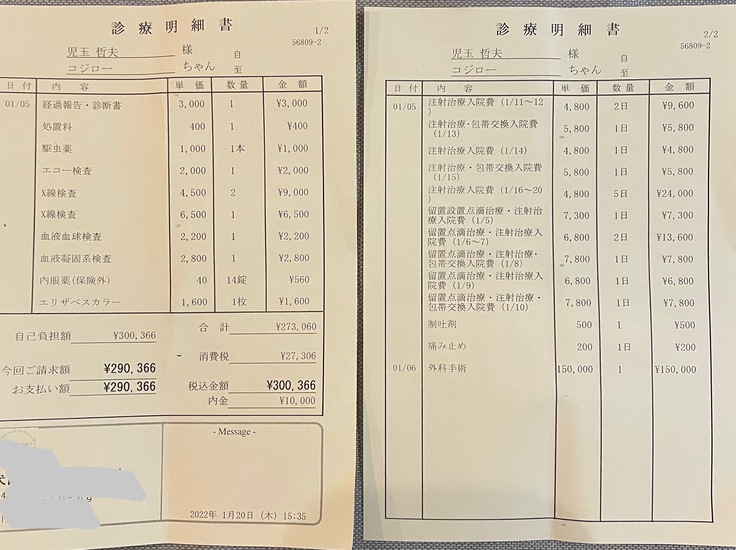 診療明細書
1/2
56809-2
児玉 哲夫 様 自
コジロー ちゃん 至
日付 内容 単価 数量 金額
01/05 経過報告・診断書 3,000 1 ¥3,000
処置料 400 1 ¥400
駆虫薬 1,000 1本 ¥1,000
エコー検査 2,000 1 ¥2,000
X線検査 4,500 2 ¥9,000
X線検査 6,500 1 ¥6,500
血液血球検査 2,200 1 ¥2,200
血液凝固系検査 2,800 1 ¥2,800
内服薬(保険外) 40 14錠 ¥560
エリザベスカラー 1,600 1枚 ¥1,600
自己負担額 ¥300,366
今回ご請求額 ¥290,366
お支払い額 ¥290,366
合計 ¥273,060
消費税 ¥27,306
税込金額 ¥300,366
内金 ¥10,000
- Message -
2022年 1月20日 (木) 15:35
診療明細書
2/2
56809-2
児玉 哲夫 様 自
コジロー ちゃん 至
日付 内容 単価 数量 金額
01/05 注射治療入院費 (1/11～12
) 4,800 2日 ¥9,600
注射治療・包帯交換入院費
(1/13) 5,800 1日 ¥5,800
注射治療入院費 (1/14) 4,800 1日 ¥4,800
注射治療・包帯交換入院費
(1/15) 5,800 1日 ¥5,800
注射治療入院費 (1/16～20
) 4,800 5日 ¥24,000
留置設置点滴治療・注射治
療入院費 (1/5) 7,300 1日 ¥7,300
留置点滴治療・注射治療入
院費 (1/6～7) 6,800 2日 ¥13,600
留置点滴治療・注射治療・
包帯交換入院費 (1/8) 7,800 1日 ¥7,800
留置点滴治療・注射治療入
院費 (1/9) 6,800 1日 ¥6,800
留置点滴治療・注射治療・
包帯交換入院費 (1/10) 7,800 1日 ¥7,800
制吐剤 500 1 ¥500
痛み止め 200 1日 ¥200
01/06 外科手術 150,000 1 ¥150,000